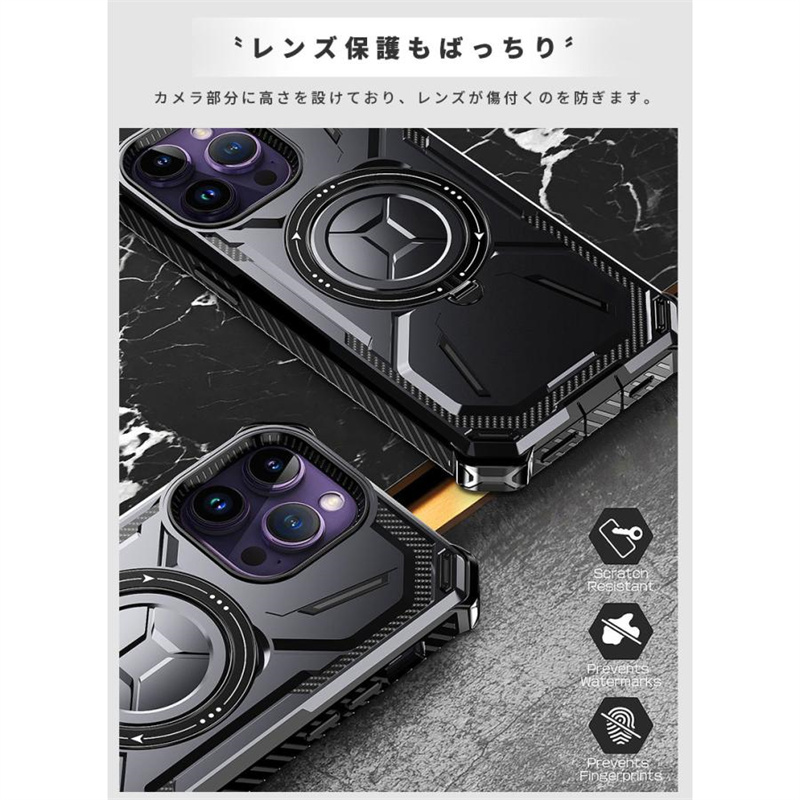 〝レンズ保護もばっちり〞
カメラ部分に高さを設けており、レンズが傷付くのを防ぎます。
Scratch
Resistant
Prevents
Watermarks
Prevents
Fingerprints